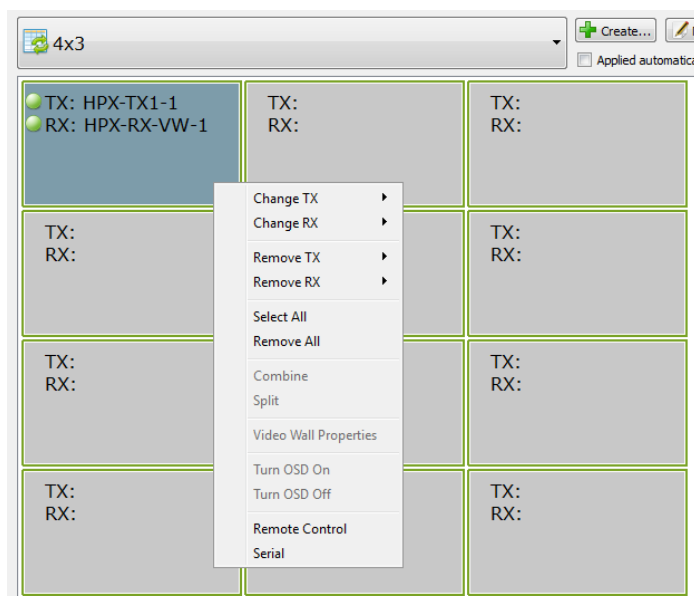 4x3
Create...
Applied automatica
TX: HPX-TX1-1
RX: HPX-RX-VW-1
TX:
RX:
TX:
RX:
Change TX
Change RX
Remove TX
Remove RX
Select All
Remove All
Combine
Split
Video Wall Properties
Turn OSD On
Turn OSD Off
Remote Control
Serial
TX:
RX:
TX:
RX:
TX:
RX:
TX:
RX:
TX:
RX:
TX:
RX: